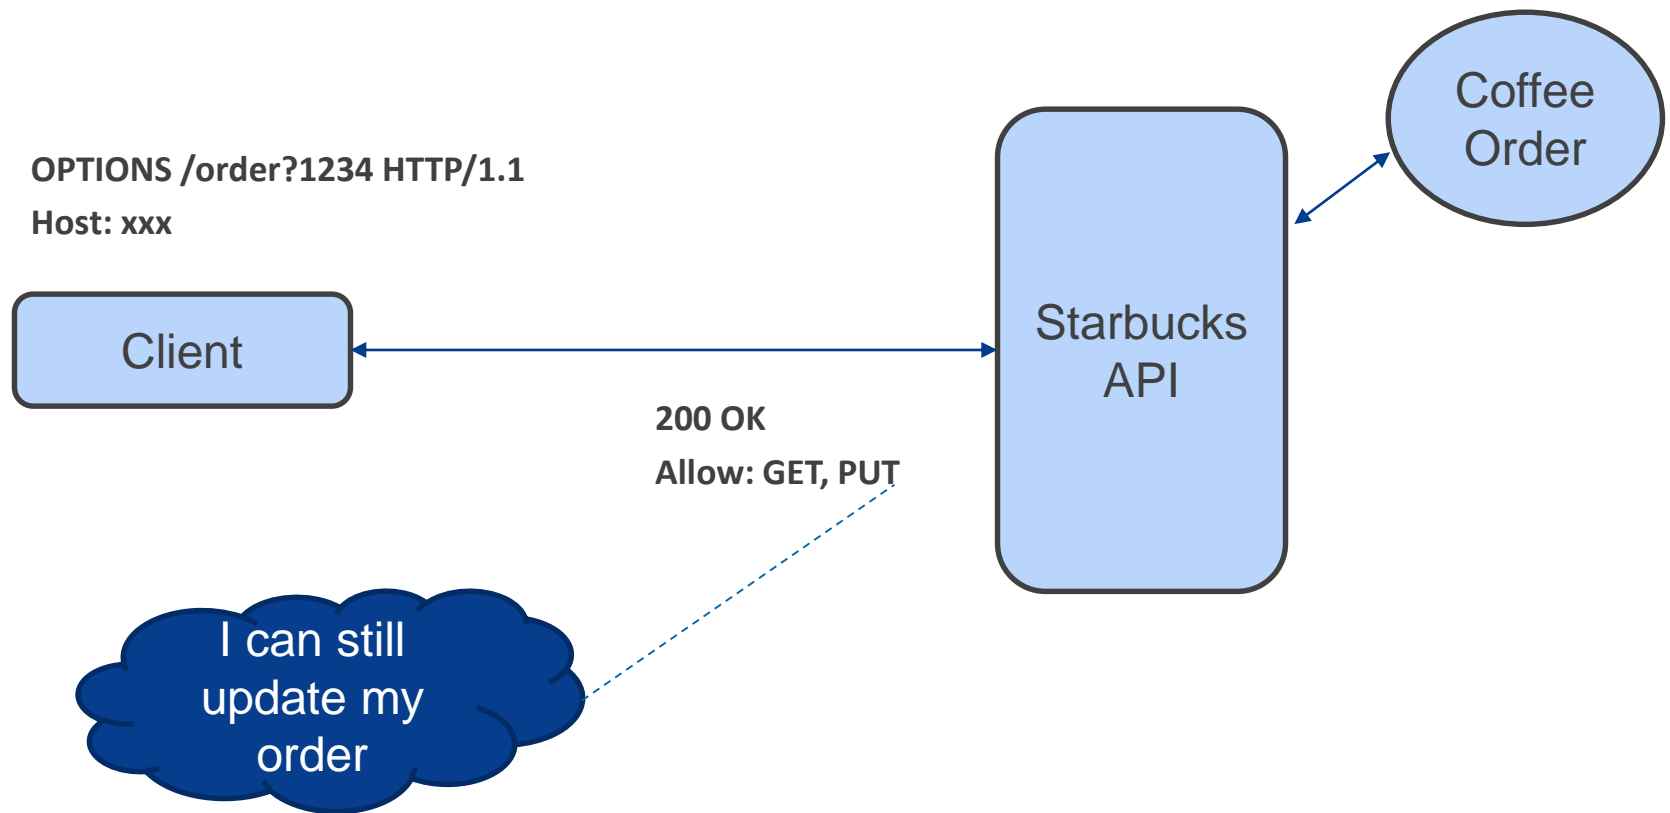 Coffee
Order
OPTIONS /order?1234 HTTP/1.1
Host: xxx
Client
Starbucks
API
200 OK
Allow: GET, PUT
I can still
update my
order